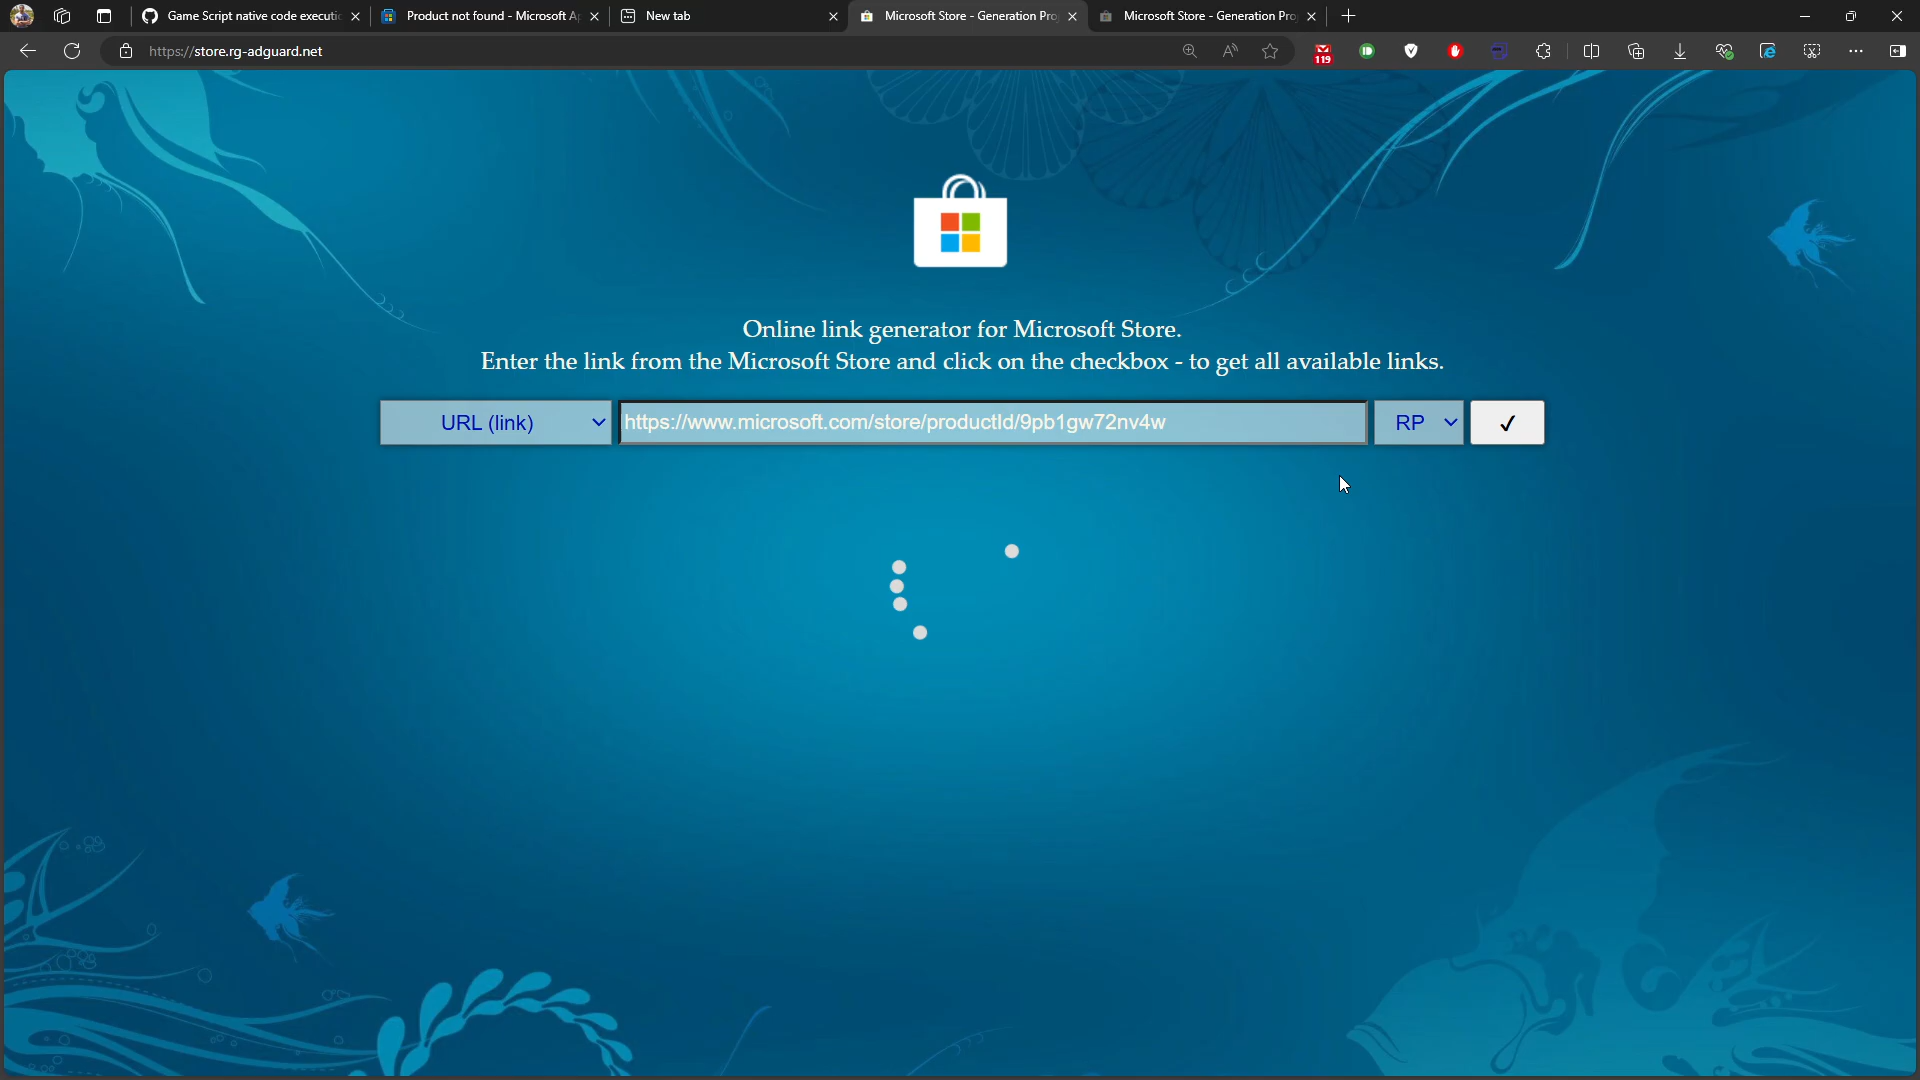 Game Script native code executi
Product not found - Microsoft Ap
New tab
Microsoft Store - Generation Pro
Microsoft Store - Generation Pro
https://store.rg-adguard.net
119
Online link generator for Microsoft Store.
Enter the link from the Microsoft Store and click on the checkbox - to get all available links.
URL (link)
https://www.microsoft.com/store/productId/9pb1gw72nv4w
RP